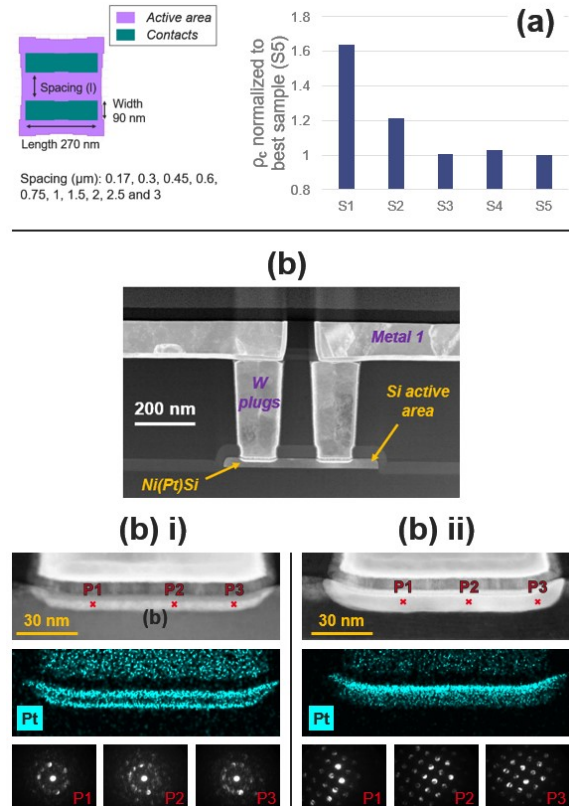 Active area
Contacts
Spacing (l)
Width
90 nm
Length 270 nm
Spacing (µm): 0.17, 0.3, 0.45, 0.6,
0.75, 1, 1.5, 2, 2.5 and 3
(a)
ρc normalized to
best sample (S5)
1.8
1.6
1.4
1.2
1
0.8
S1 S2 S3 S4 S5
(b)
Metal 1
W
plugs
200 nm
Si active
area
Ni(Pt)Si
(b) i)
P1 P2 P3
30 nm
(b)
Pt
P1 P2 P3
(b) ii)
P1 P2 P3
30 nm
Pt
P1 P2 P3